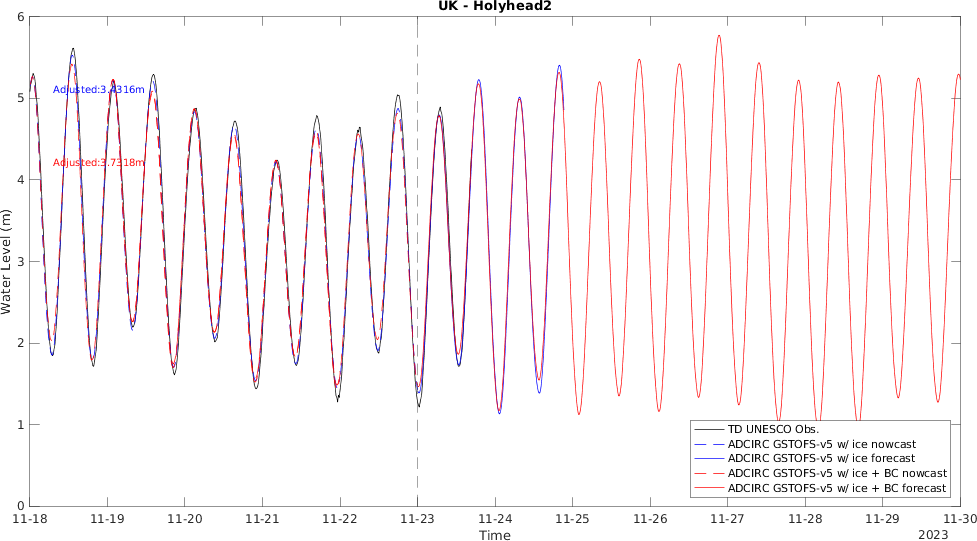 UK - Holyhead2
6
5
4
3
2
1
0
Adjusted:3.4316m
Adjusted:3.7318m
Water Level (m)
TD UNESCO Obs.
ADCIRC GSTOFS-v5 w/ ice nowcast
ADCIRC GSTOFS-v5 w/ ice forecast
ADCIRC GSTOFS-v5 w/ ice + BC nowcast
ADCIRC GSTOFS-v5 w/ ice + BC forecast
11-18 11-19 11-20 11-21 11-22 11-23 11-24 11-25 11-26 11-27 11-28 11-29 11-30
Time
2023